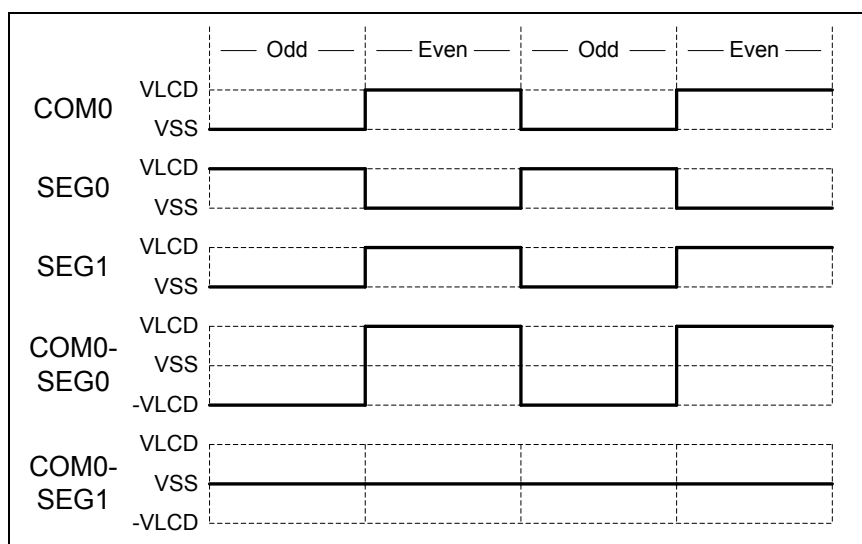 Odd Even Odd Even
COM0
VLCD
VSS
SEG0
VLCD
VSS
SEG1
VLCD
VSS
COM0-
SEG0
VLCD
VSS
-VLCD
COM0-
SEG1
VLCD
VSS
-VLCD